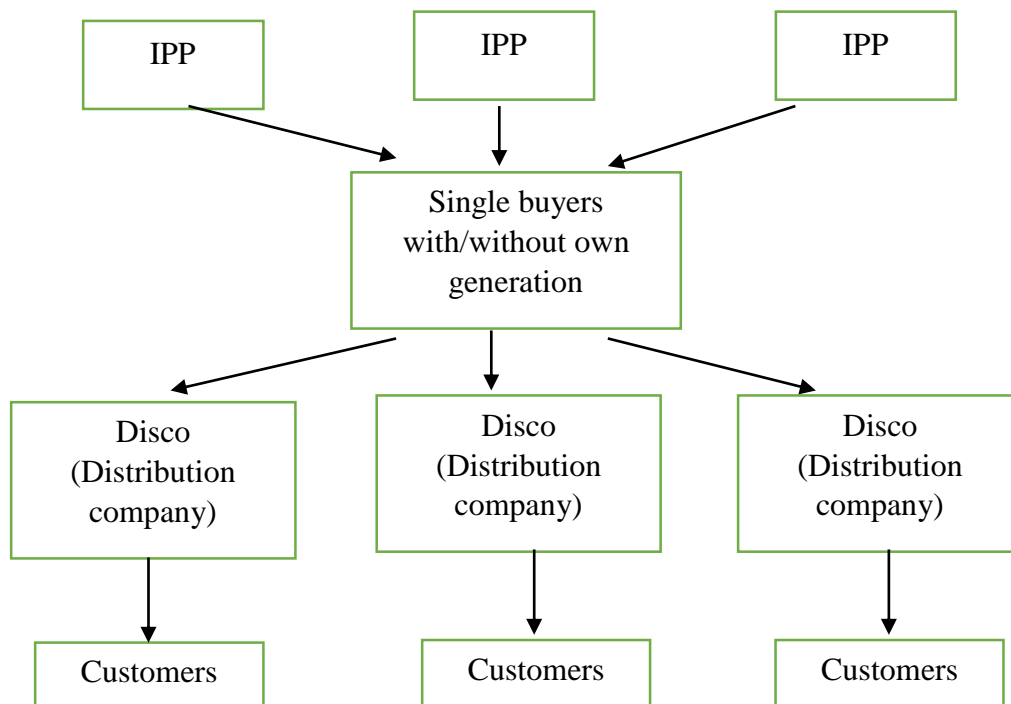 IPP
IPP
IPP
Single buyers
with/without own
generation
Disco
(Distribution
company)
Disco
(Distribution
company)
Disco
(Distribution
company)
Customers
Customers
Customers